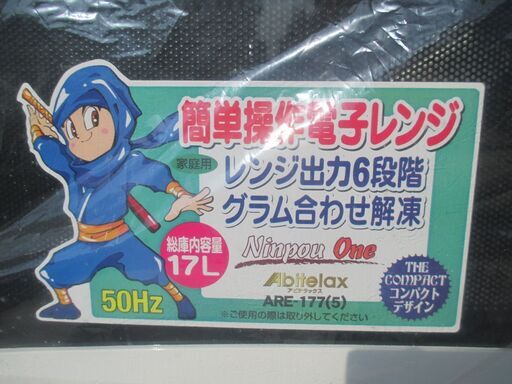 簡単操作電子レンジ
家庭用
レンジ出力6段階
グラム合わせ解凍
総庫内容量
17L
Ninpou One
Abitelax
アビテラックス
ARE-177(5)
※ご使用の際は取り外してください
50Hz
THE
COMPACT
コンパクト
デザイン